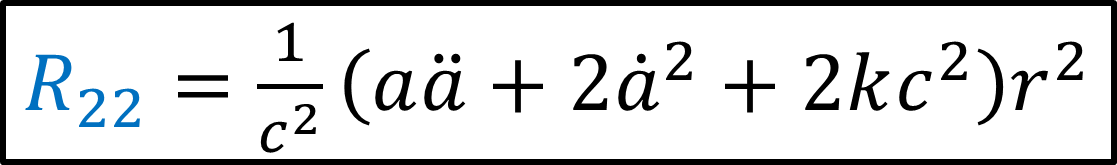 R₂₂ = 1/c² (aä + 2ȧ² + 2kc²)r²